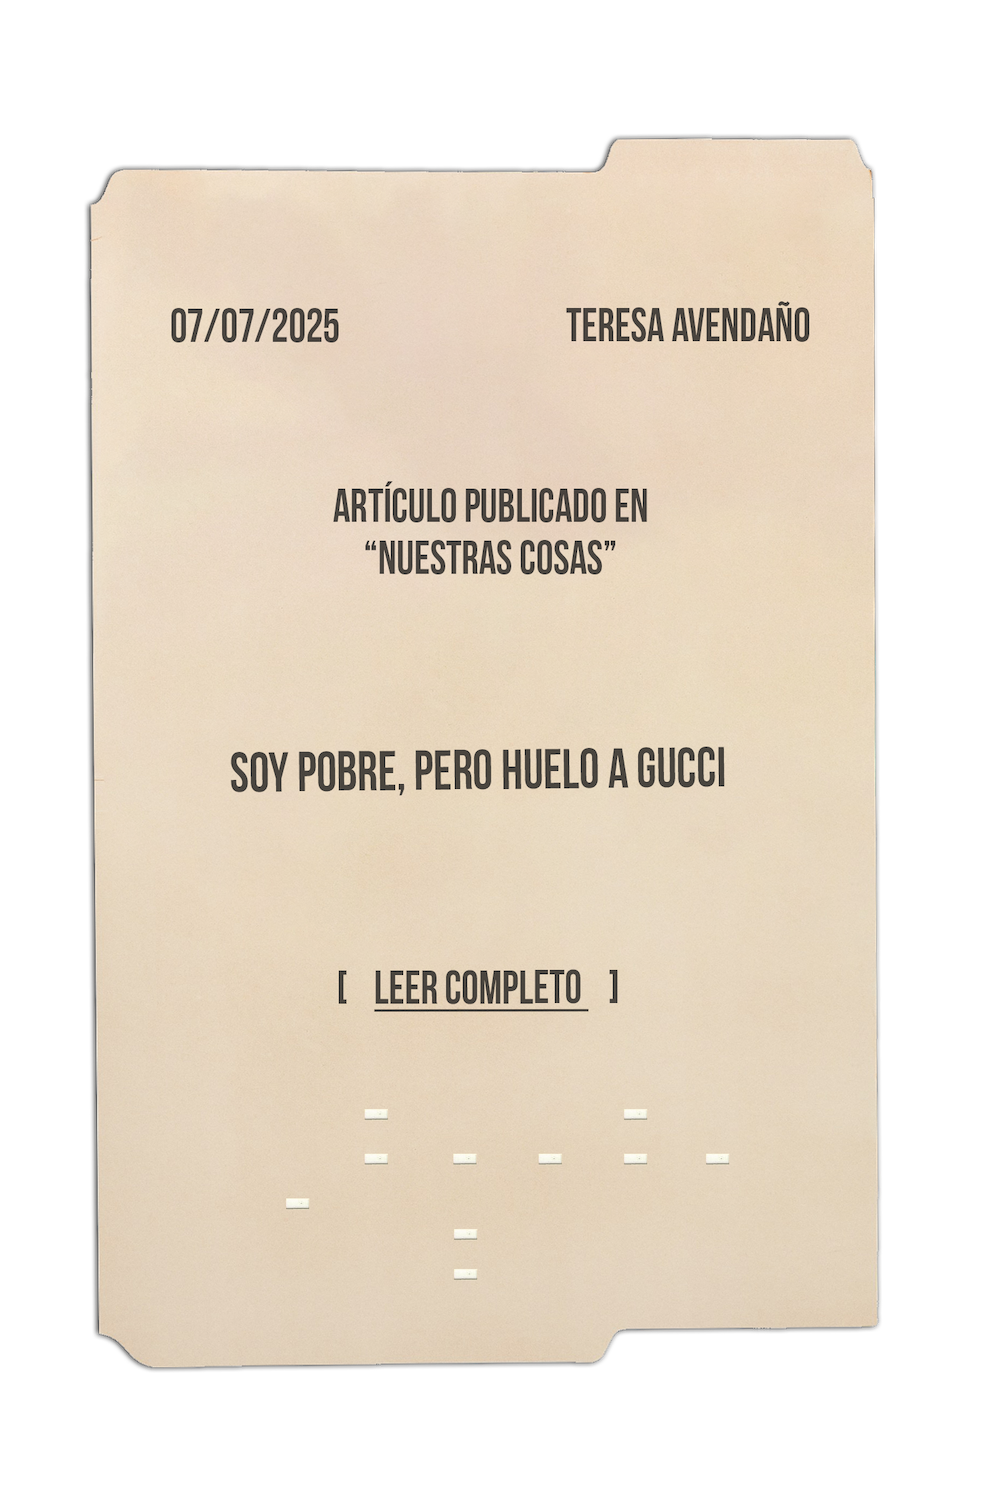 07/07/2025 TERESA AVENDAÑO
ARTÍCULO PUBLICADO EN
“NUESTRAS COSAS”
SOY POBRE, PERO HUELO A GUCCI
[ LEER COMPLETO ]